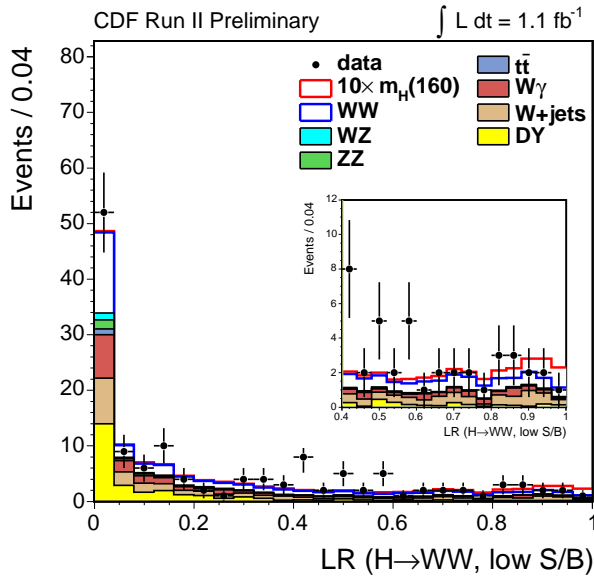 CDF Run II Preliminary
∫ L dt = 1.1 fb⁻¹
Events / 0.04
80
70
60
50
40
30
20
10
0
data
10× m_H(160)
WW
WZ
ZZ
tt̄
Wγ
W+jets
DY
Events / 0.04
12
10
8
6
4
2
0
0.4 0.5 0.6 0.7 0.8 0.9 1
LR (H→WW, low S/B)
0 0.2 0.4 0.6 0.8 1
LR (H→WW, low S/B)